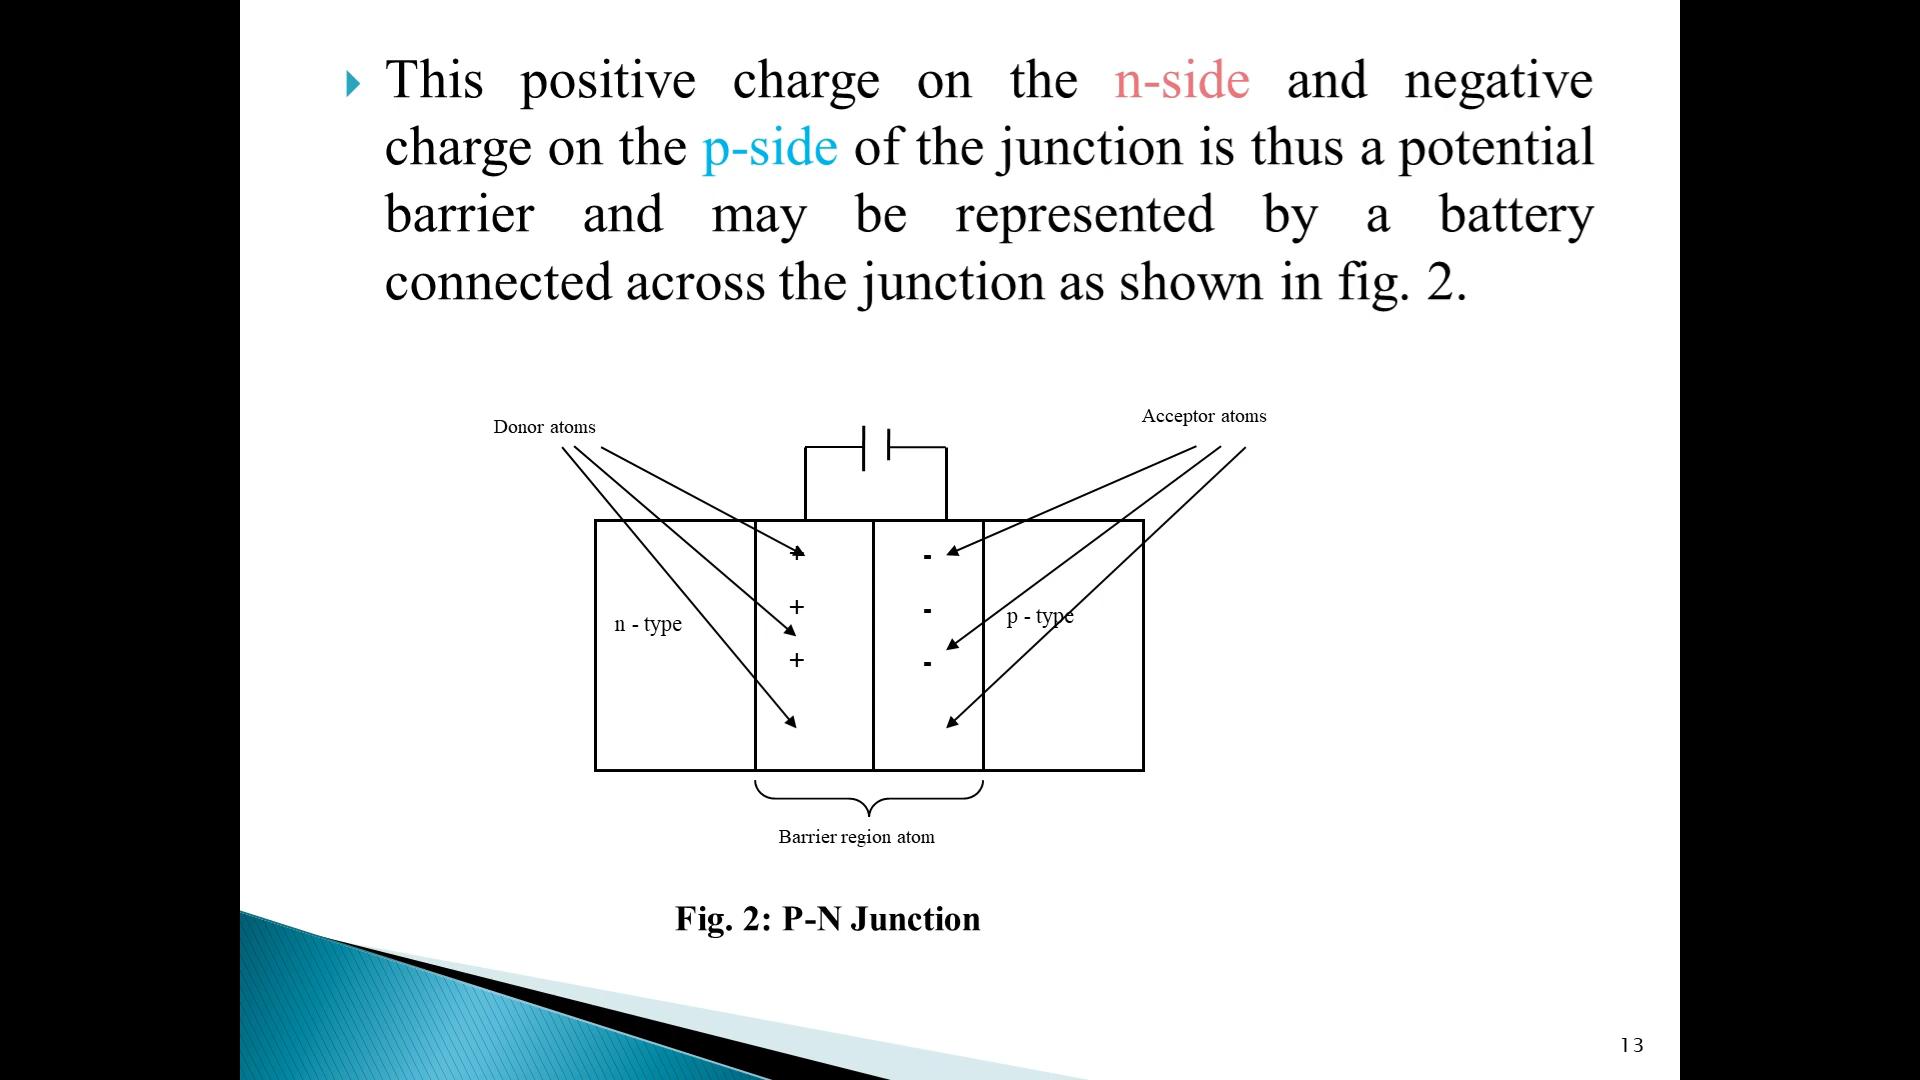 This positive charge on the n-side and negative
charge on the p-side of the junction is thus a potential
barrier and may be represented by a battery
connected across the junction as shown in fig. 2.
Donor atoms
Acceptor atoms
+ -
+ -
n - type
p - type
+ -
Barrier region atom
Fig. 2: P-N Junction
13